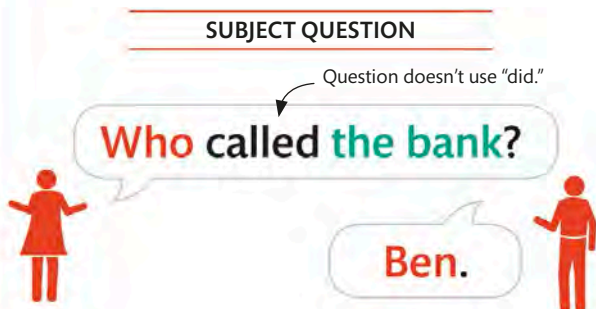 SUBJECT QUESTION
Question doesn’t use “did.”
Who called the bank?
Ben.